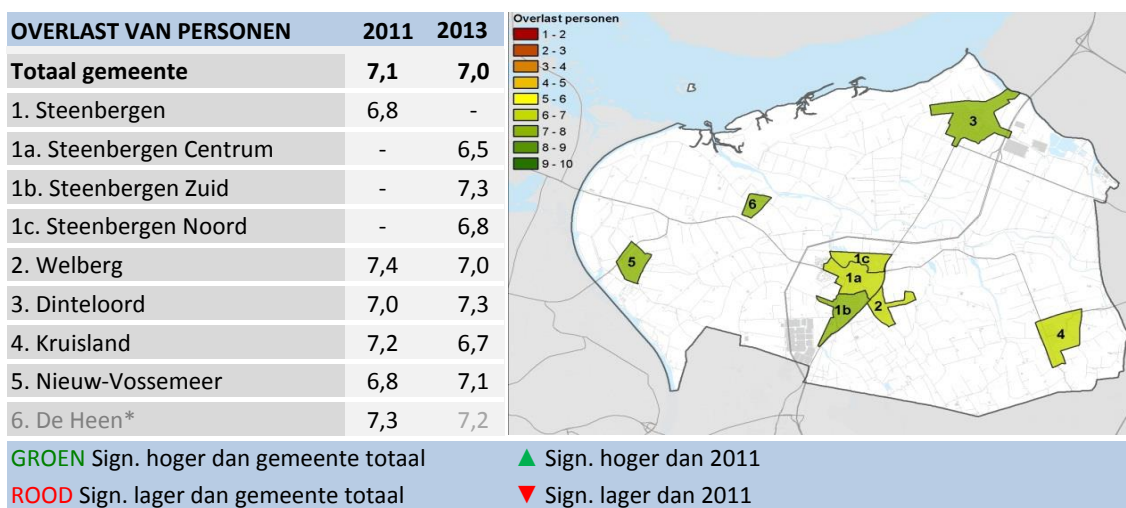 OVERLAST VAN PERSONEN 2011 2013
Totaal gemeente 7,1 7,0
1. Steenbergen 6,8 -
1a. Steenbergen Centrum - 6,5
1b. Steenbergen Zuid - 7,3
1c. Steenbergen Noord - 6,8
2. Welberg 7,4 7,0
3. Dinteloord 7,0 7,3
4. Kruisland 7,2 6,7
5. Nieuw-Vossemeer 6,8 7,1
6. De Heen* 7,3 7,2
Overlast personen
1 - 2
2 - 3
3 - 4
4 - 5
5 - 6
6 - 7
7 - 8
8 - 9
9 - 10
3
6
5
1c
1a
1b
2
4
GROEN Sign. hoger dan gemeente totaal ▲ Sign. hoger dan 2011
ROOD Sign. lager dan gemeente totaal ▼ Sign. lager dan 2011